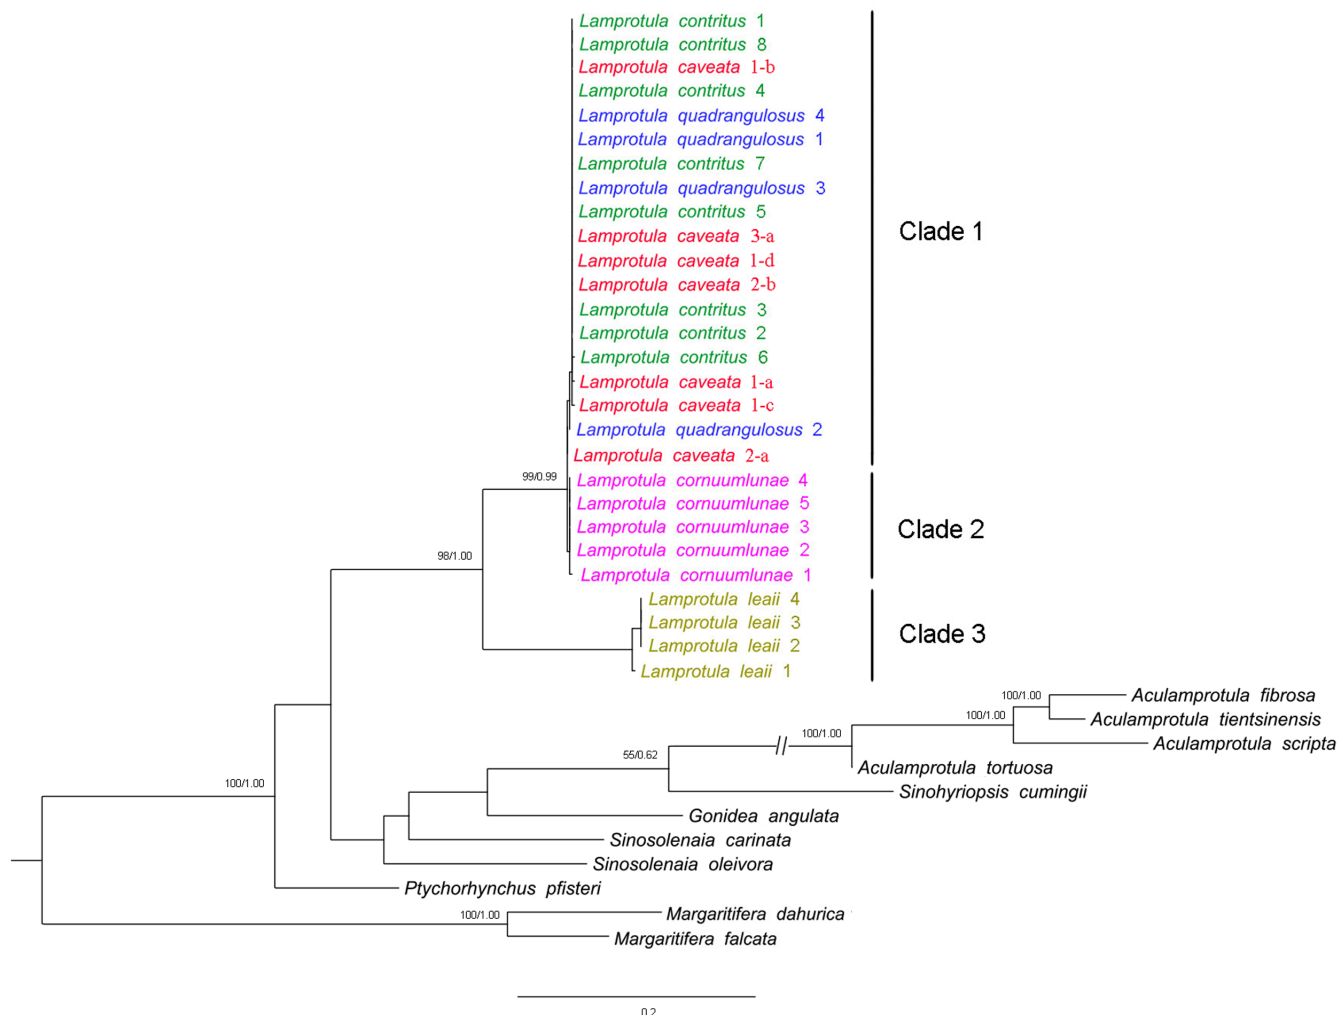 Lamprotula contritus 1
Lamprotula contritus 8
Lamprotula caveata 1-b
Lamprotula contritus 4
Lamprotula quadrangulosus 4
Lamprotula quadrangulosus 1
Lamprotula contritus 7
Lamprotula quadrangulosus 3
Lamprotula contritus 5
Clade 1
Lamprotula caveata 3-a
Lamprotula caveata 1-d
Lamprotula caveata 2-b
Lamprotula contritus 3
Lamprotula contritus 2
Lamprotula contritus 6
Lamprotula caveata 1-a
Lamprotula caveata 1-c
Lamprotula quadrangulosus 2
Lamprotula caveata 2-a
99/0.99
Lamprotula cornuumlunae 4
Lamprotula cornuumlunae 5
Lamprotula cornuumlunae 3
Clade 2
Lamprotula cornuumlunae 2
98/1.00
Lamprotula cornuumlunae 1
Lamprotula leaii 4
Lamprotula leaii 3
Clade 3
Lamprotula leaii 2
Lamprotula leaii 1
100/1.00
Aculamprotula fibrosa
100/1.00
Aculamprotula tientsinensis
100/1.00
Aculamprotula scripta
55/0.62
Aculamprotula tortuosa
100/1.00
Sinohyriopsis cumingii
Gonidea angulata
Sinosolenaia carinata
Sinosolenaia oleivora
Ptychorhynchus pfisteri
100/1.00
Margaritifera dahurica
Margaritifera falcata
0.2